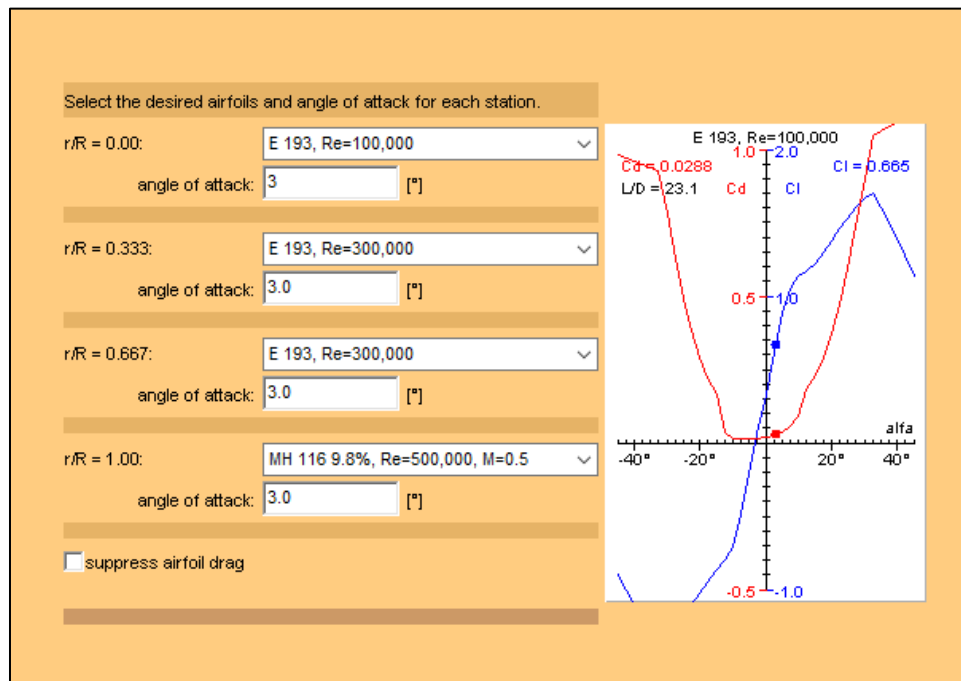 Select the desired airfoils and angle of attack for each station.
r/R = 0.00: E 193, Re=100,000
angle of attack: 3 [°]
r/R = 0.333: E 193, Re=300,000
angle of attack: 3.0 [°]
r/R = 0.667: E 193, Re=300,000
angle of attack: 3.0 [°]
r/R = 1.00: MH 116 9.8%, Re=500,000, M=0.5
angle of attack: 3.0 [°]
suppress airfoil drag
E 193, Re=100,000
1.0 2.0
Cd = 0.0288 Cl = 0.665
L/D = 23.1 Cd Cl
0.5 1.0
alfa
-40° -20° 20° 40°
-0.5 -1.0